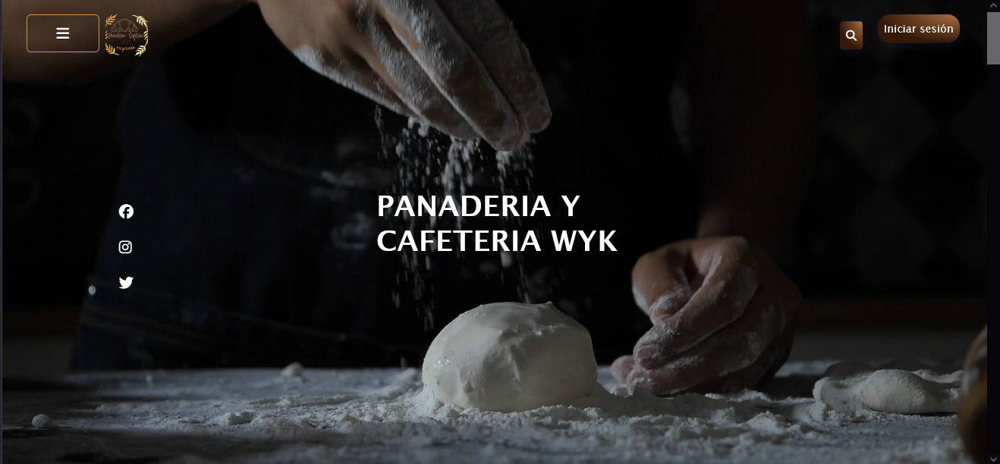 Iniciar sesión
PANADERIA Y
CAFETERIA WYK